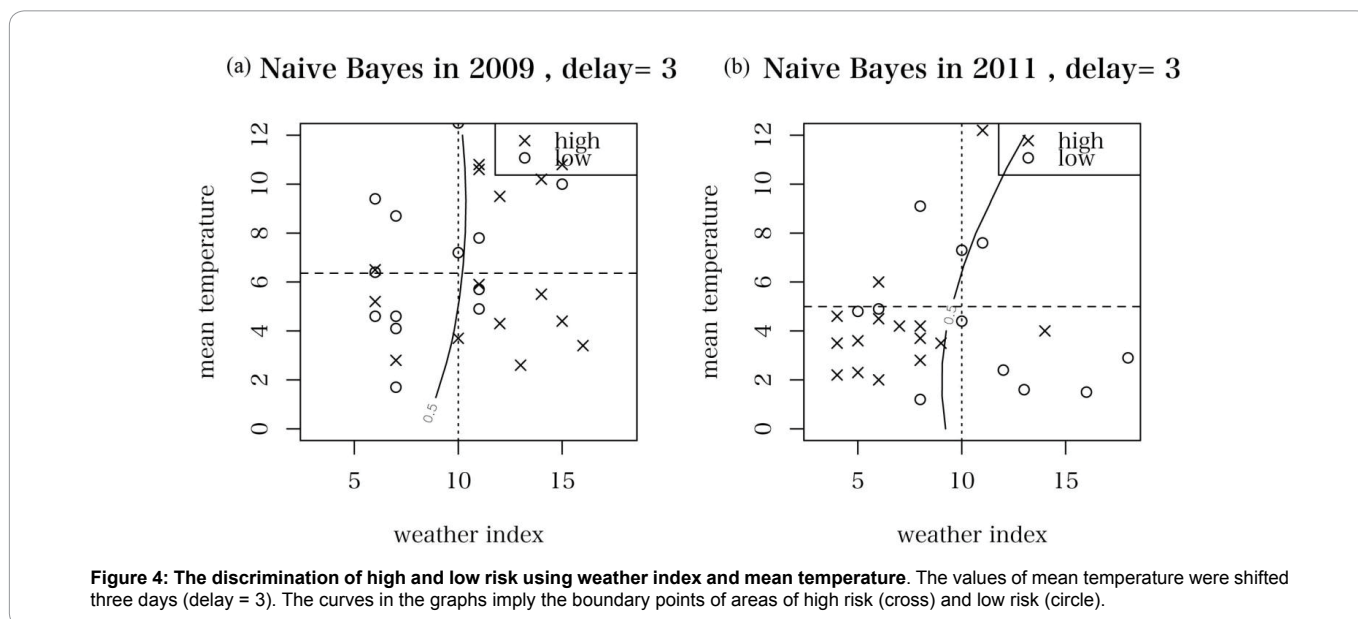 (a) Naive Bayes in 2009 , delay= 3
(b) Naive Bayes in 2011 , delay= 3
mean temperature
12
10
8
6
4
2
0
× high
○ low
0.5
5 10 15
weather index
mean temperature
12
10
8
6
4
2
0
× high
○ low
0.5
5 10 15
weather index
Figure 4: The discrimination of high and low risk using weather index and mean temperature. The values of mean temperature were shifted
three days (delay = 3). The curves in the graphs imply the boundary points of areas of high risk (cross) and low risk (circle).